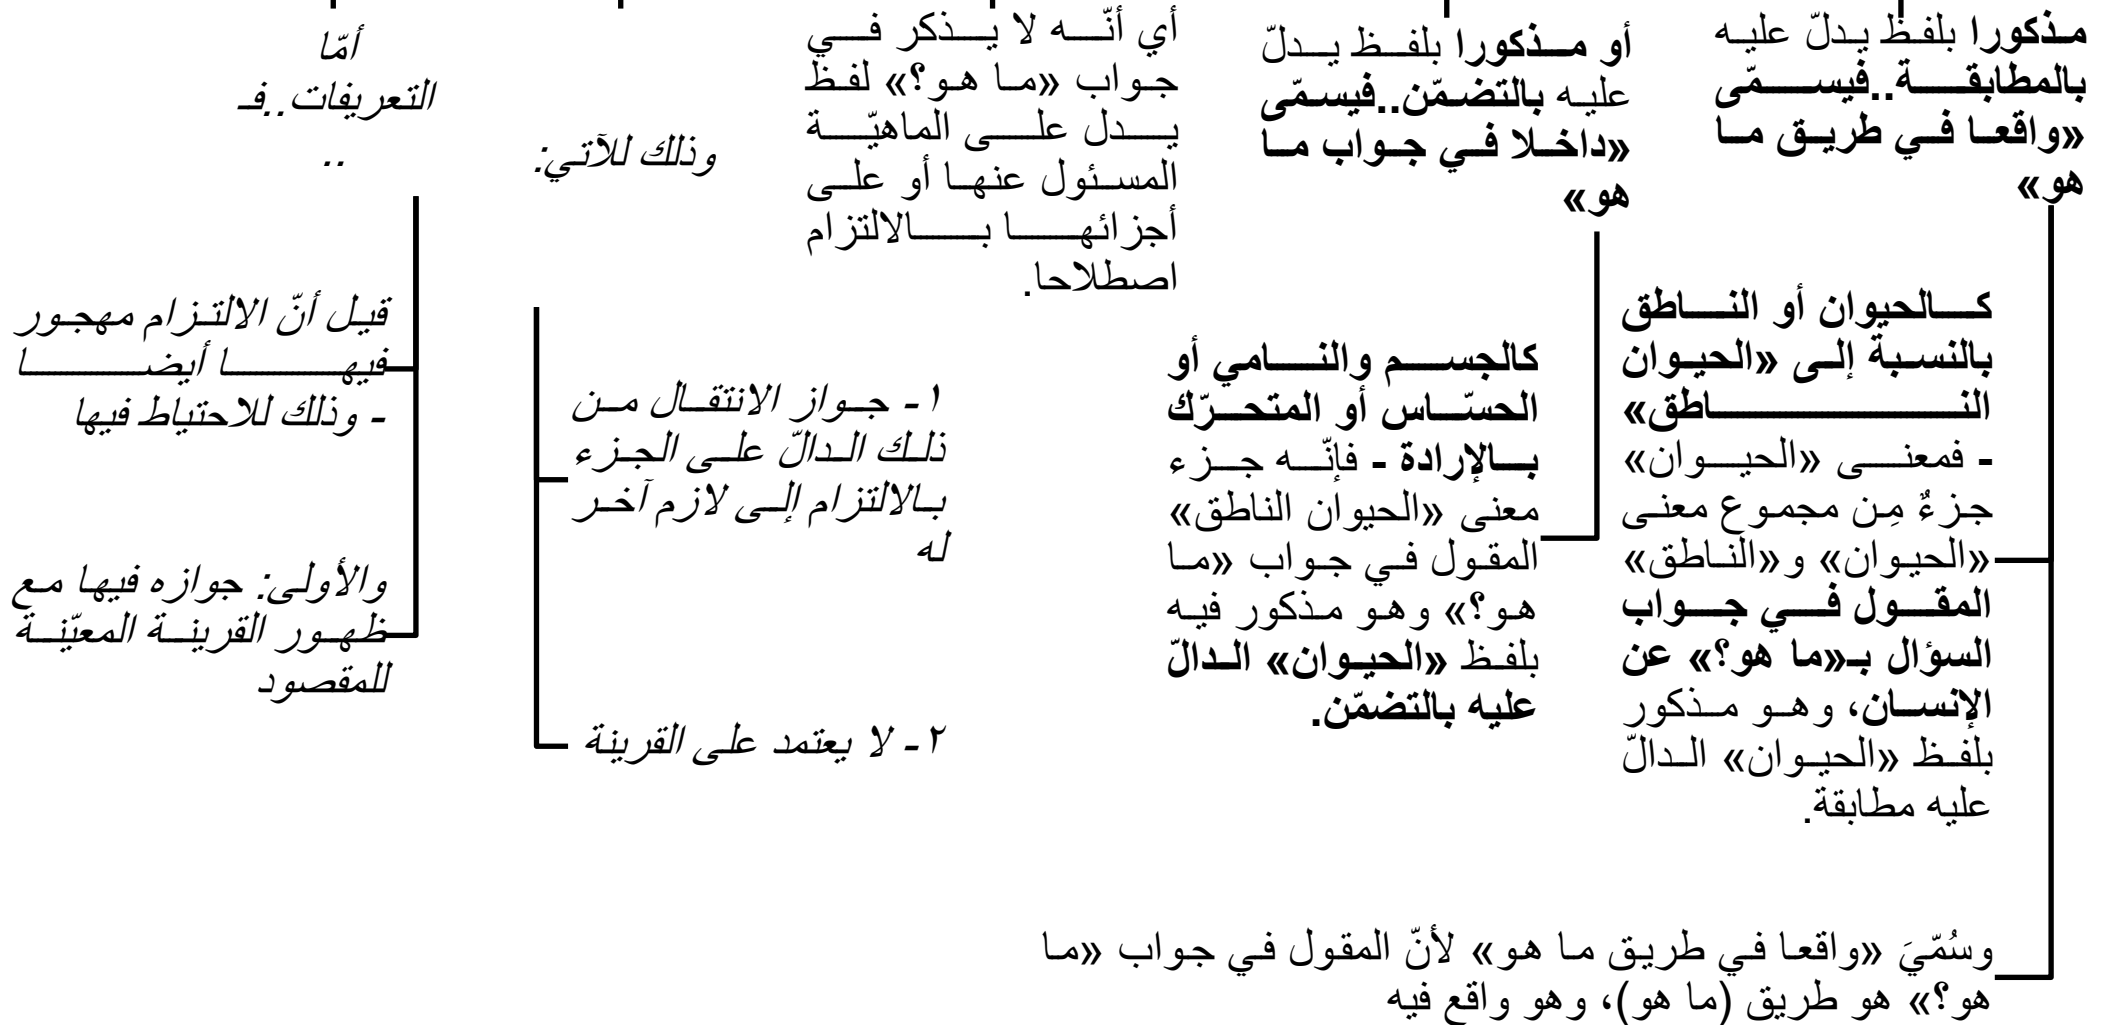 مذكورا بلفظ يدلّ عليه
بالمطابقة..فيسمّى
«واقعا في طريق ما
هو»
كالحيوان أو الناطق
بالنسبة إلى «الحيوان
الناطق»
- فمعنى «الحيوان»
جزءٌ مِن مجموع معنى
«الحيوان» و«الناطق»
المقول في جواب
السؤال بـ«ما هو؟» عن
الإنسان، وهو مذكور
بلفظ «الحيوان» الدالّ
عليه مطابقة.
وسُمّيَ «واقعا في طريق ما هو» لأنّ المقول في جواب «ما
هو؟» هو طريق (ما هو)، وهو واقع فيه
أو مذكورا بلفظ يدلّ
عليه بالتضمّن..فيسمّى
«داخلا في جواب ما
هو»
كالجسم والنامي أو
الحسّاس أو المتحرّك
بالإرادة - فإنّه جزء
معنى «الحيوان الناطق»
المقول في جواب «ما
هو؟» وهو مذكور فيه
بلفظ «الحيوان» الدالّ
عليه بالتضمّن.
أي أنّه لا يذكر في
جواب «ما هو؟» لفظ
يدل على الماهيّة
المسئول عنها أو على
أجزائها بالالتزام
اصطلاحا.
وذلك للآتي:
١- جواز الانتقال من
ذلك الدالّ على الجزء
بالالتزام إلى لازم آخر
له
٢- لا يعتمد على القرينة
أمّا
التعريفات..فـ
..
قيل أنّ الالتزام مهجور
فيها أيضا
- وذلك للاحتياط فيها
والأولى: جوازه فيها مع
ظهور القرينة المعيّنة
للمقصود